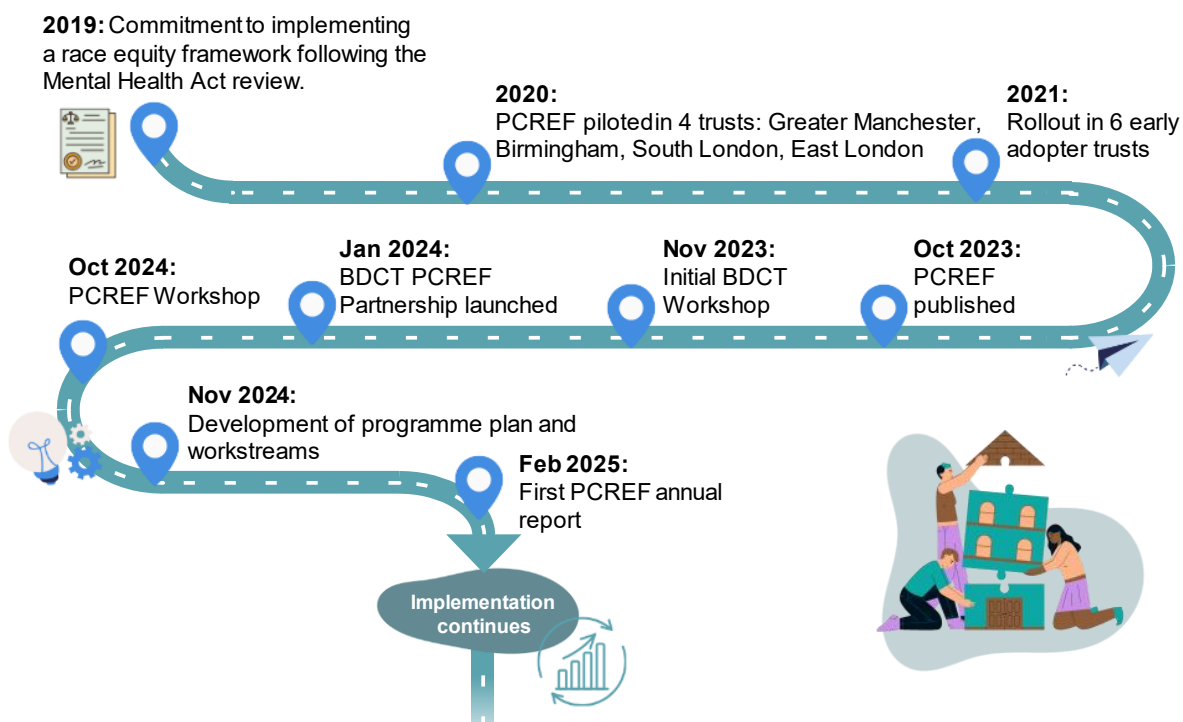 2019: Commitment to implementing
a race equity framework following the
Mental Health Act review.
2020:
PCREF pilotedin 4 trusts: Greater Manchester,
Birmingham, South London, East London
2021:
Rollout in 6 early
adopter trusts
Oct 2023:
PCREF
published
Nov 2023:
Initial BDCT
Workshop
Jan 2024:
BDCT PCREF
Partnership launched
Oct 2024:
PCREF Workshop
Nov 2024:
Development of programme plan and
workstreams
Feb 2025:
First PCREF annual
report
Implementation
continues